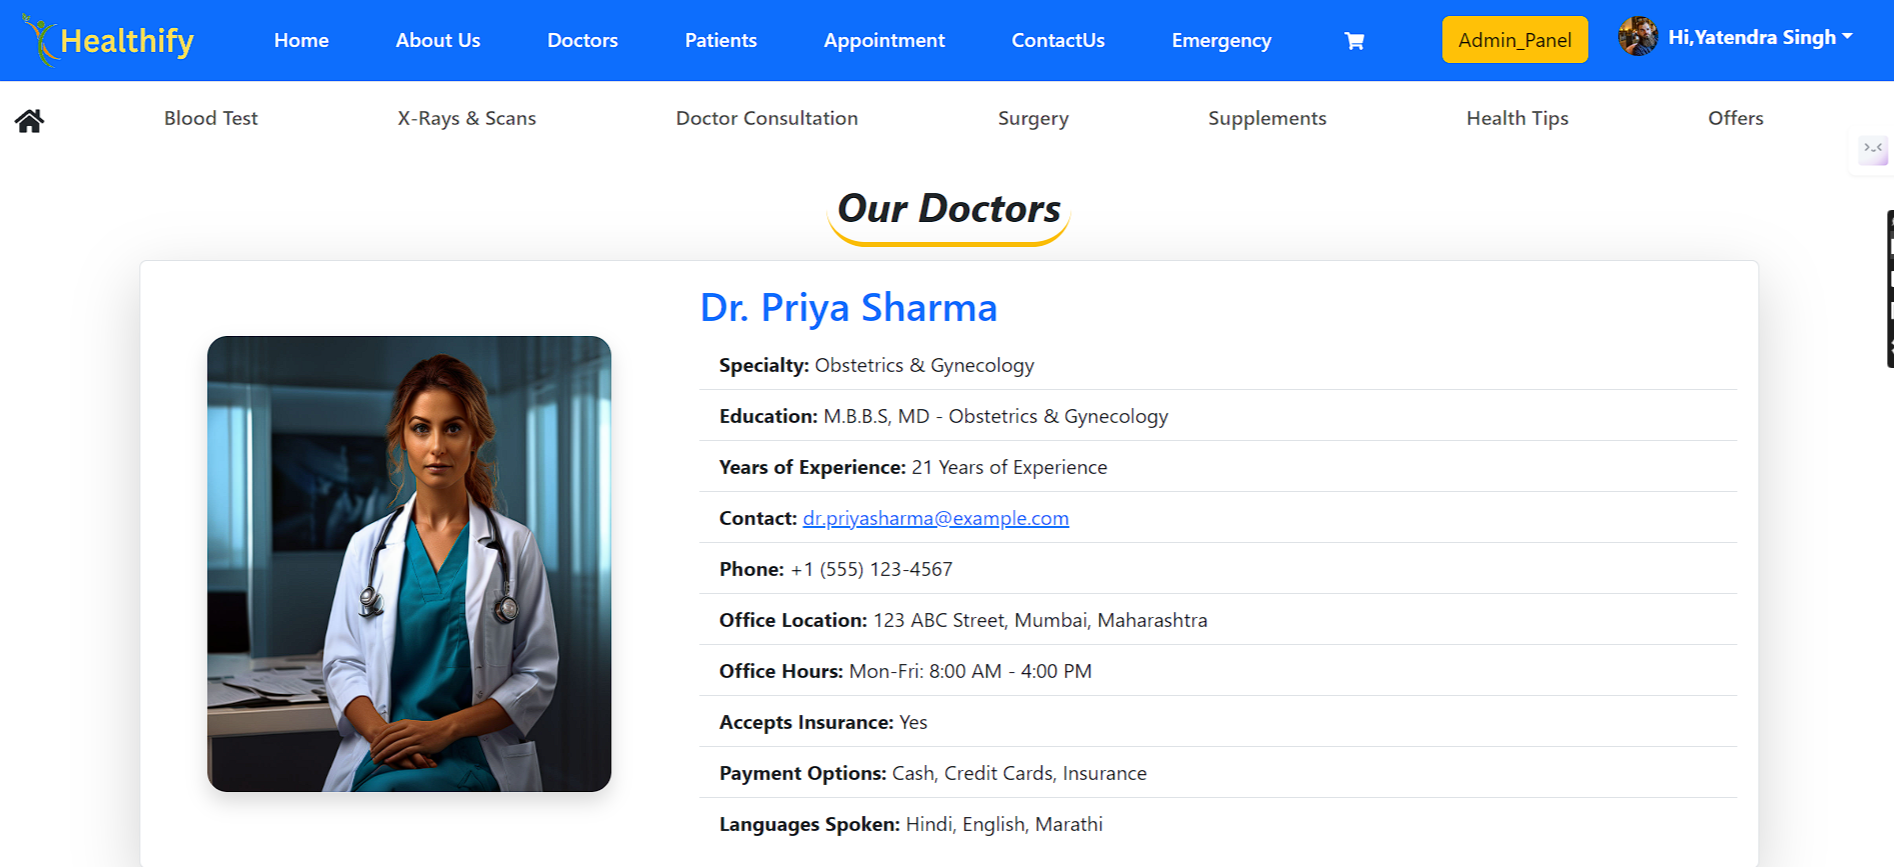 Healthify
Home About Us Doctors Patients Appointment ContactUs Emergency Admin_Panel Hi,Yatendra Singh
Blood Test X-Rays & Scans Doctor Consultation Surgery Supplements Health Tips Offers
Our Doctors
Dr. Priya Sharma
Specialty: Obstetrics & Gynecology
Education: M.B.B.S, MD - Obstetrics & Gynecology
Years of Experience: 21 Years of Experience
Contact: dr.priyasharma@example.com
Phone: +1 (555) 123-4567
Office Location: 123 ABC Street, Mumbai, Maharashtra
Office Hours: Mon-Fri: 8:00 AM - 4:00 PM
Accepts Insurance: Yes
Payment Options: Cash, Credit Cards, Insurance
Languages Spoken: Hindi, English, Marathi